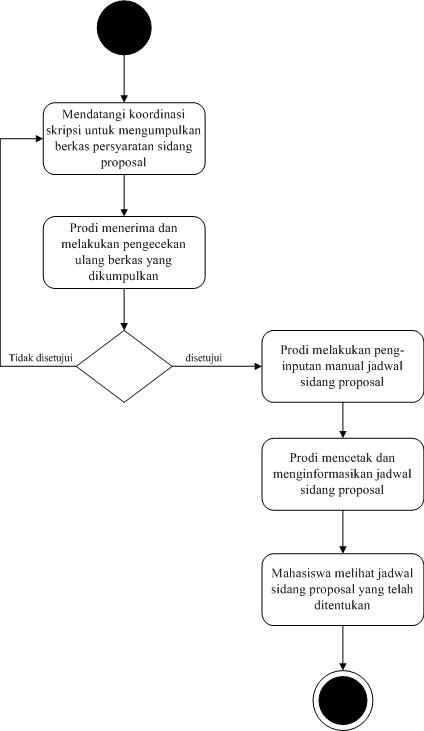 Mendatangi koordinasi
skripsi untuk mengumpulkan
berkas persyaratan sidang
proposal
Prodi menerima dan
melakukan pengecekan
ulang berkas yang
dikumpulkan
Tidak disetujui
disetujui
Prodi melakukan peng-
inputan manual jadwal
sidang proposal
Prodi mencetak dan
menginformasikan jadwal
sidang proposal
Mahasiswa melihat jadwal
sidang proposal yang telah
ditentukan